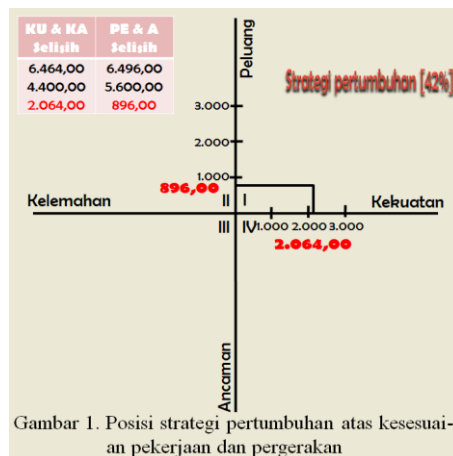 KU & KA PE & A
Selisih Selisih
6.464,00 6.496,00
4.400,00 5.600,00
2.064,00 896,00
Peluang
Strategi pertumbuhan [42%]
3.000
2.000
1.000
896,00
Kelemahan II I Kekuatan
III IV 1.000 2.000 3.000
2.064,00
Ancaman
Gambar 1. Posisi strategi pertumbuhan atas kesesuai-
an pekerjaan dan pergerakan